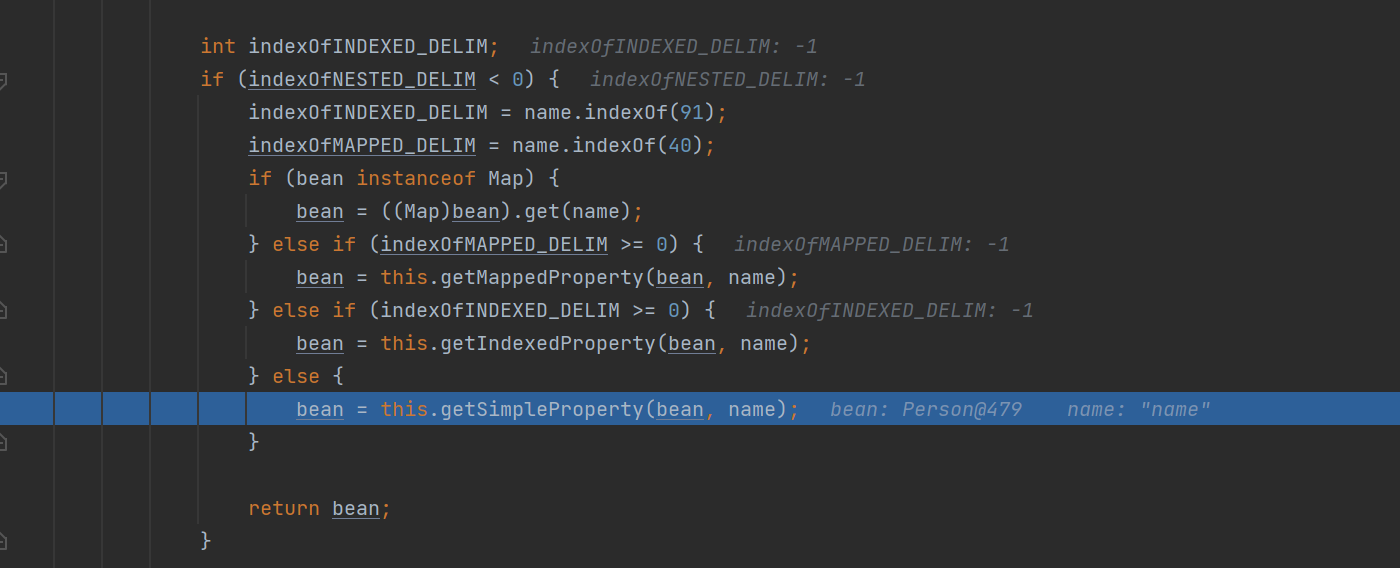 int indexOfINDEXED_DELIM; indexOfINDEXED_DELIM: -1
if (indexOfNESTED_DELIM < 0) { indexOfNESTED_DELIM: -1
indexOfINDEXED_DELIM = name.indexOf(91);
indexOfMAPPED_DELIM = name.indexOf(40);
if (bean instanceof Map) {
bean = ((Map)bean).get(name);
} else if (indexOfMAPPED_DELIM >= 0) { indexOfMAPPED_DELIM: -1
bean = this.getMappedProperty(bean, name);
} else if (indexOfINDEXED_DELIM >= 0) { indexOfINDEXED_DELIM: -1
bean = this.getIndexedProperty(bean, name);
} else {
bean = this.getSimpleProperty(bean, name); bean: Person@479 name: "name"
}
return bean;
}